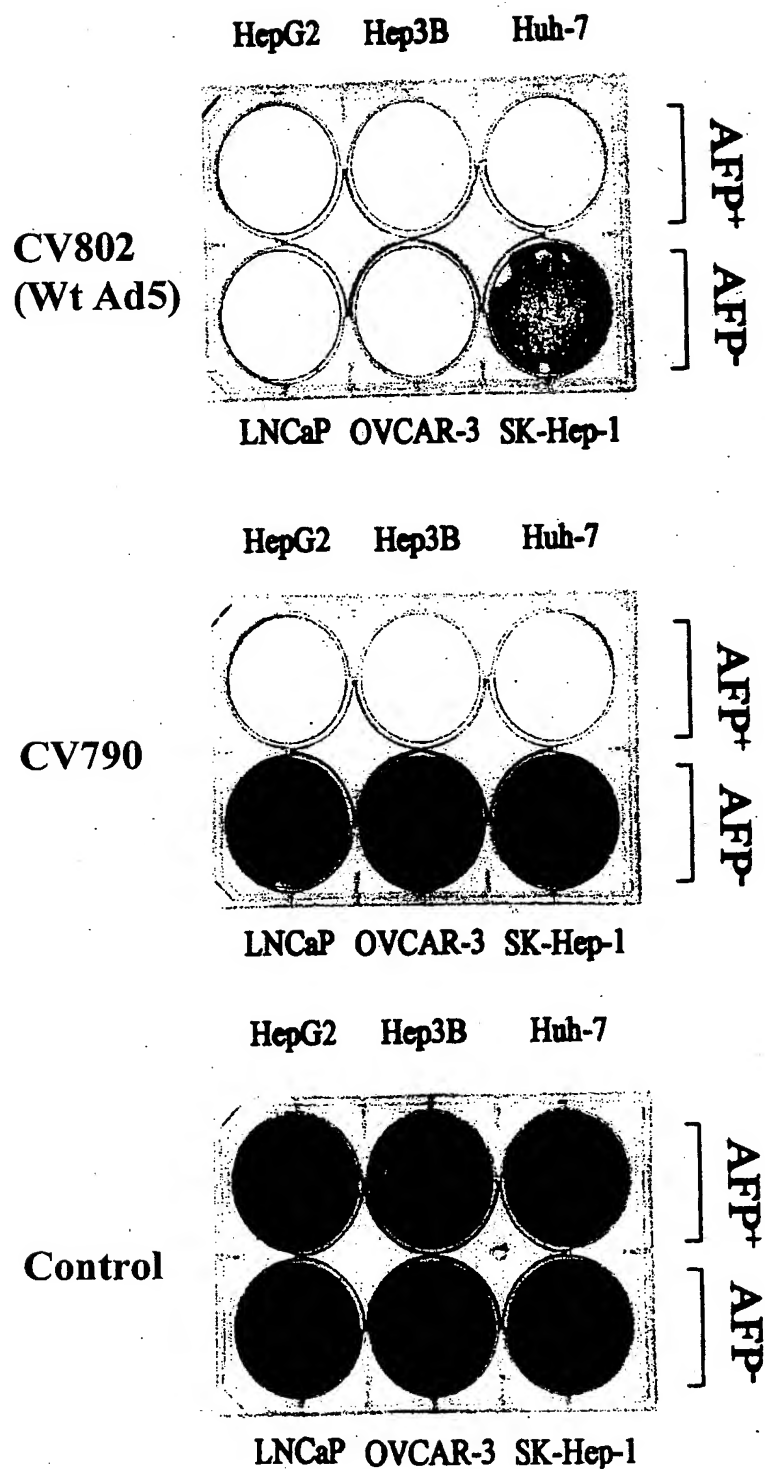 HepG2 Hep3B Huh-7
CV802
(Wt Ad5)
AFP+
AFP-
LNCaP OVCAR-3 SK-Hep-1
HepG2 Hep3B Huh-7
CV790
AFP+
AFP-
LNCaP OVCAR-3 SK-Hep-1
HepG2 Hep3B Huh-7
Control
AFP+
AFP-
LNCaP OVCAR-3 SK-Hep-1